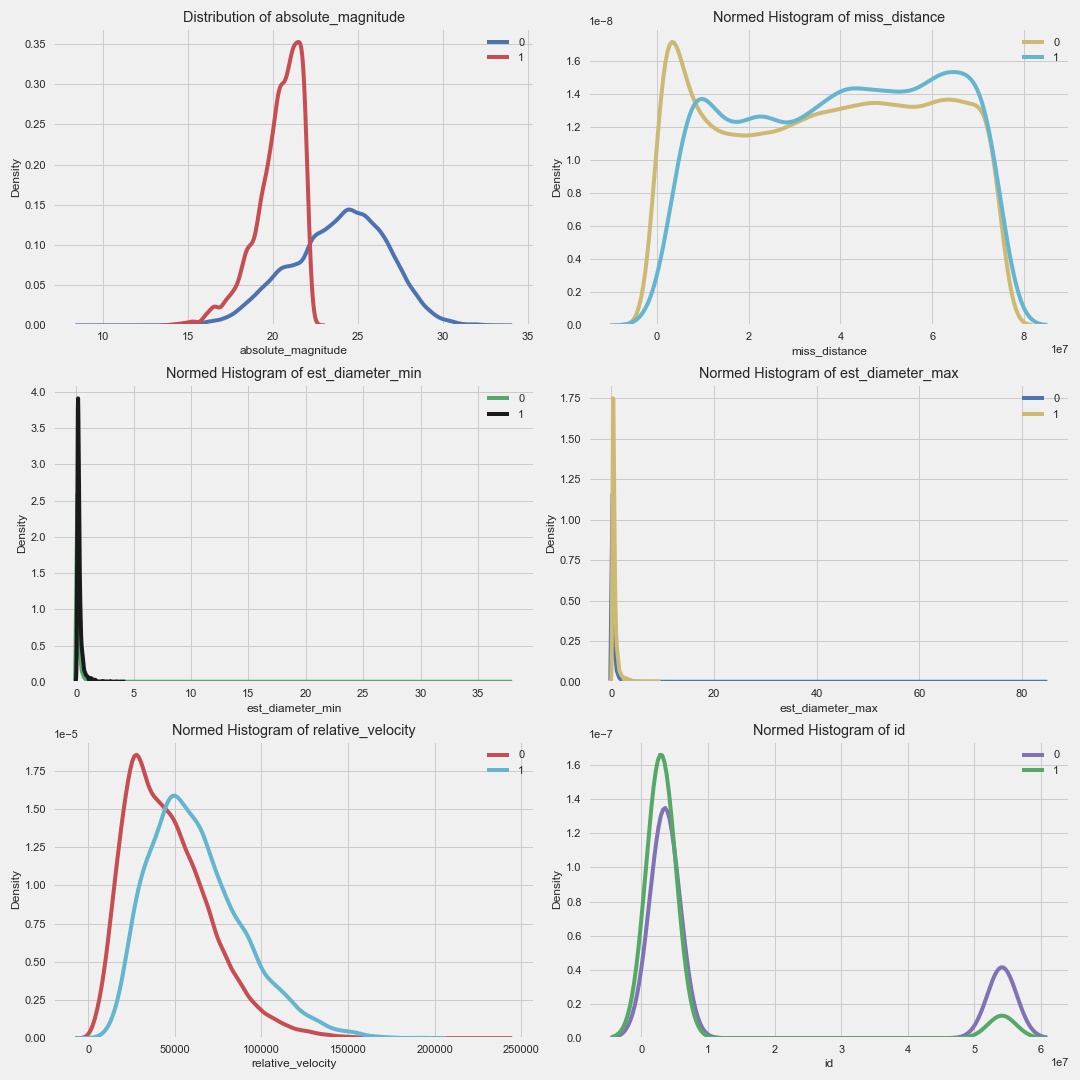 Distribution of absolute_magnitude
0
1
0.35
0.30
0.25
0.20
0.15
0.10
0.05
0.00
Density
10 15 20 25 30 35
absolute_magnitude
Normed Histogram of miss_distance
1e−8
0
1
1.6
1.4
1.2
1.0
0.8
0.6
0.4
0.2
0.0
Density
0 2 4 6 8
1e7
miss_distance
Normed Histogram of est_diameter_min
0
1
4.0
3.5
3.0
2.5
2.0
1.5
1.0
0.5
0.0
Density
0 5 10 15 20 25 30 35
est_diameter_min
Normed Histogram of est_diameter_max
0
1
1.75
1.50
1.25
1.00
0.75
0.50
0.25
0.00
Density
0 20 40 60 80
est_diameter_max
Normed Histogram of relative_velocity
1e−5
0
1
1.75
1.50
1.25
1.00
0.75
0.50
0.25
0.00
Density
0 50000 100000 150000 200000 250000
relative_velocity
Normed Histogram of id
1e−7
0
1
1.6
1.4
1.2
1.0
0.8
0.6
0.4
0.2
0.0
Density
0 1 2 3 4 5 6
1e7
id